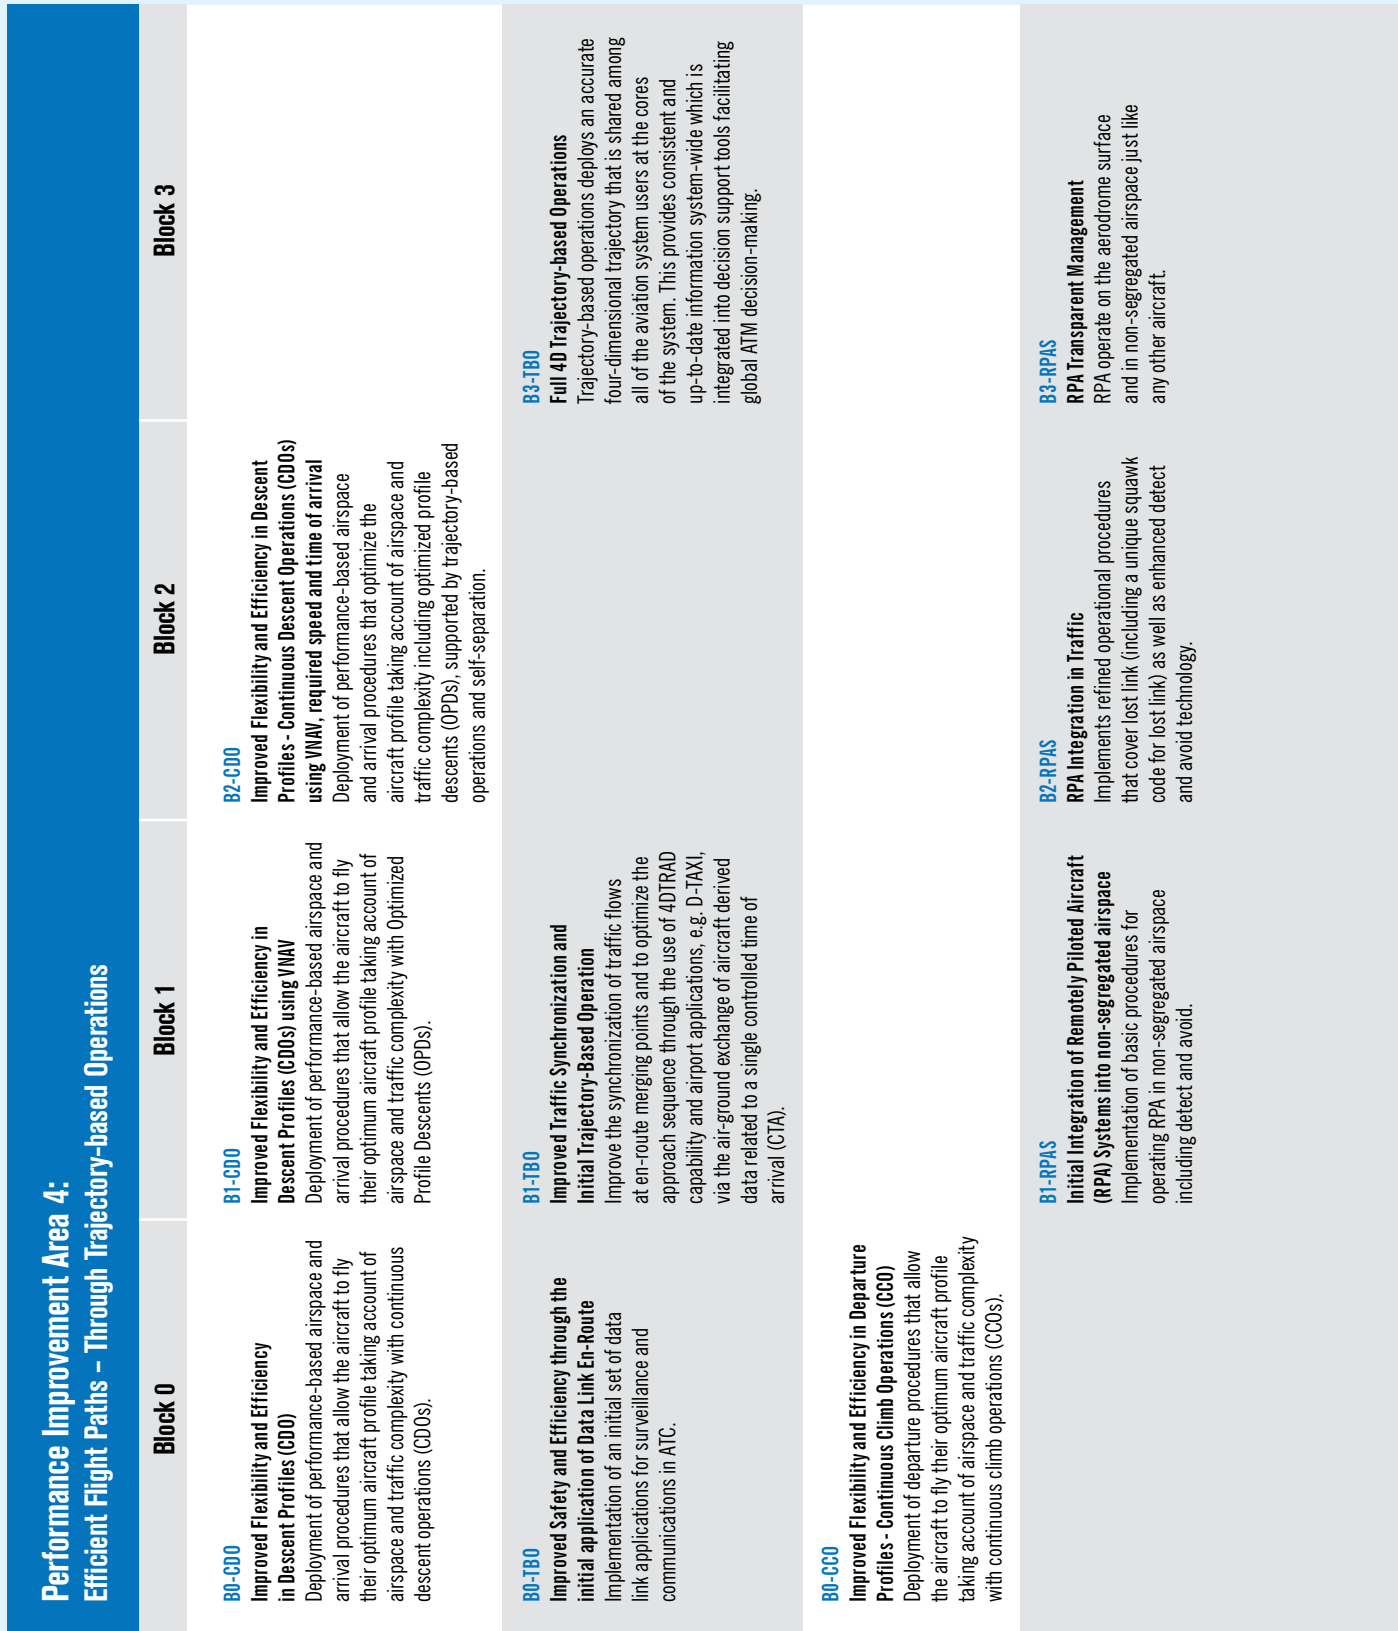 Performance Improvement Area 4:
Efficient Flight Paths – Through Trajectory-based Operations
Block 0
Block 1
Block 2
Block 3
B0-CDO
Improved Flexibility and Efficiency
in Descent Profiles (CDO)
Deployment of performance-based airspace and
arrival procedures that allow the aircraft to fly
their optimum aircraft profile taking account of
airspace and traffic complexity with continuous
descent operations (CDOs).
B1-CDO
Improved Flexibility and Efficiency in
Descent Profiles (CDOs) using VNAV
Deployment of performance-based airspace and
arrival procedures that allow the aircraft to fly
their optimum aircraft profile taking account of
airspace and traffic complexity with Optimized
Profile Descents (OPDs).
B2-CDO
Improved Flexibility and Efficiency in Descent
Profiles - Continuous Descent Operations (CDOs)
using VNAV, required speed and time of arrival
Deployment of performance-based airspace
and arrival procedures that optimize the
aircraft profile taking account of airspace and
traffic complexity including optimized profile
descents (OPDs), supported by trajectory-based
operations and self-separation.
B0-TBO
Improved Safety and Efficiency through the
initial application of Data Link En-Route
Implementation of an initial set of data
link applications for surveillance and
communications in ATC.
B1-TBO
Improved Traffic Synchronization and
Initial Trajectory-Based Operation
Improve the synchronization of traffic flows
at en-route merging points and to optimize the
approach sequence through the use of 4DTRAD
capability and airport applications, e.g. D-TAXI,
via the air-ground exchange of aircraft derived
data related to a single controlled time of
arrival (CTA).
B3-TBO
Full 4D Trajectory-based Operations
Trajectory-based operations deploys an accurate
four-dimensional trajectory that is shared among
all of the aviation system users at the cores
of the system. This provides consistent and
up-to-date information system-wide which is
integrated into decision support tools facilitating
global ATM decision-making.
B0-CCO
Improved Flexibility and Efficiency in Departure
Profiles - Continuous Climb Operations (CCO)
Deployment of departure procedures that allow
the aircraft to fly their optimum aircraft profile
taking account of airspace and traffic complexity
with continuous climb operations (CCOs).
B1-RPAS
Initial Integration of Remotely Piloted Aircraft
(RPA) Systems into non-segregated airspace
Implementation of basic procedures for
operating RPA in non-segregated airspace
including detect and avoid.
B2-RPAS
RPA Integration in Traffic
Implements refined operational procedures
that cover lost link (including a unique squawk
code for lost link) as well as enhanced detect
and avoid technology.
B3-RPAS
RPA Transparent Management
RPA operate on the aerodrome surface
and in non-segregated airspace just like
any other aircraft.